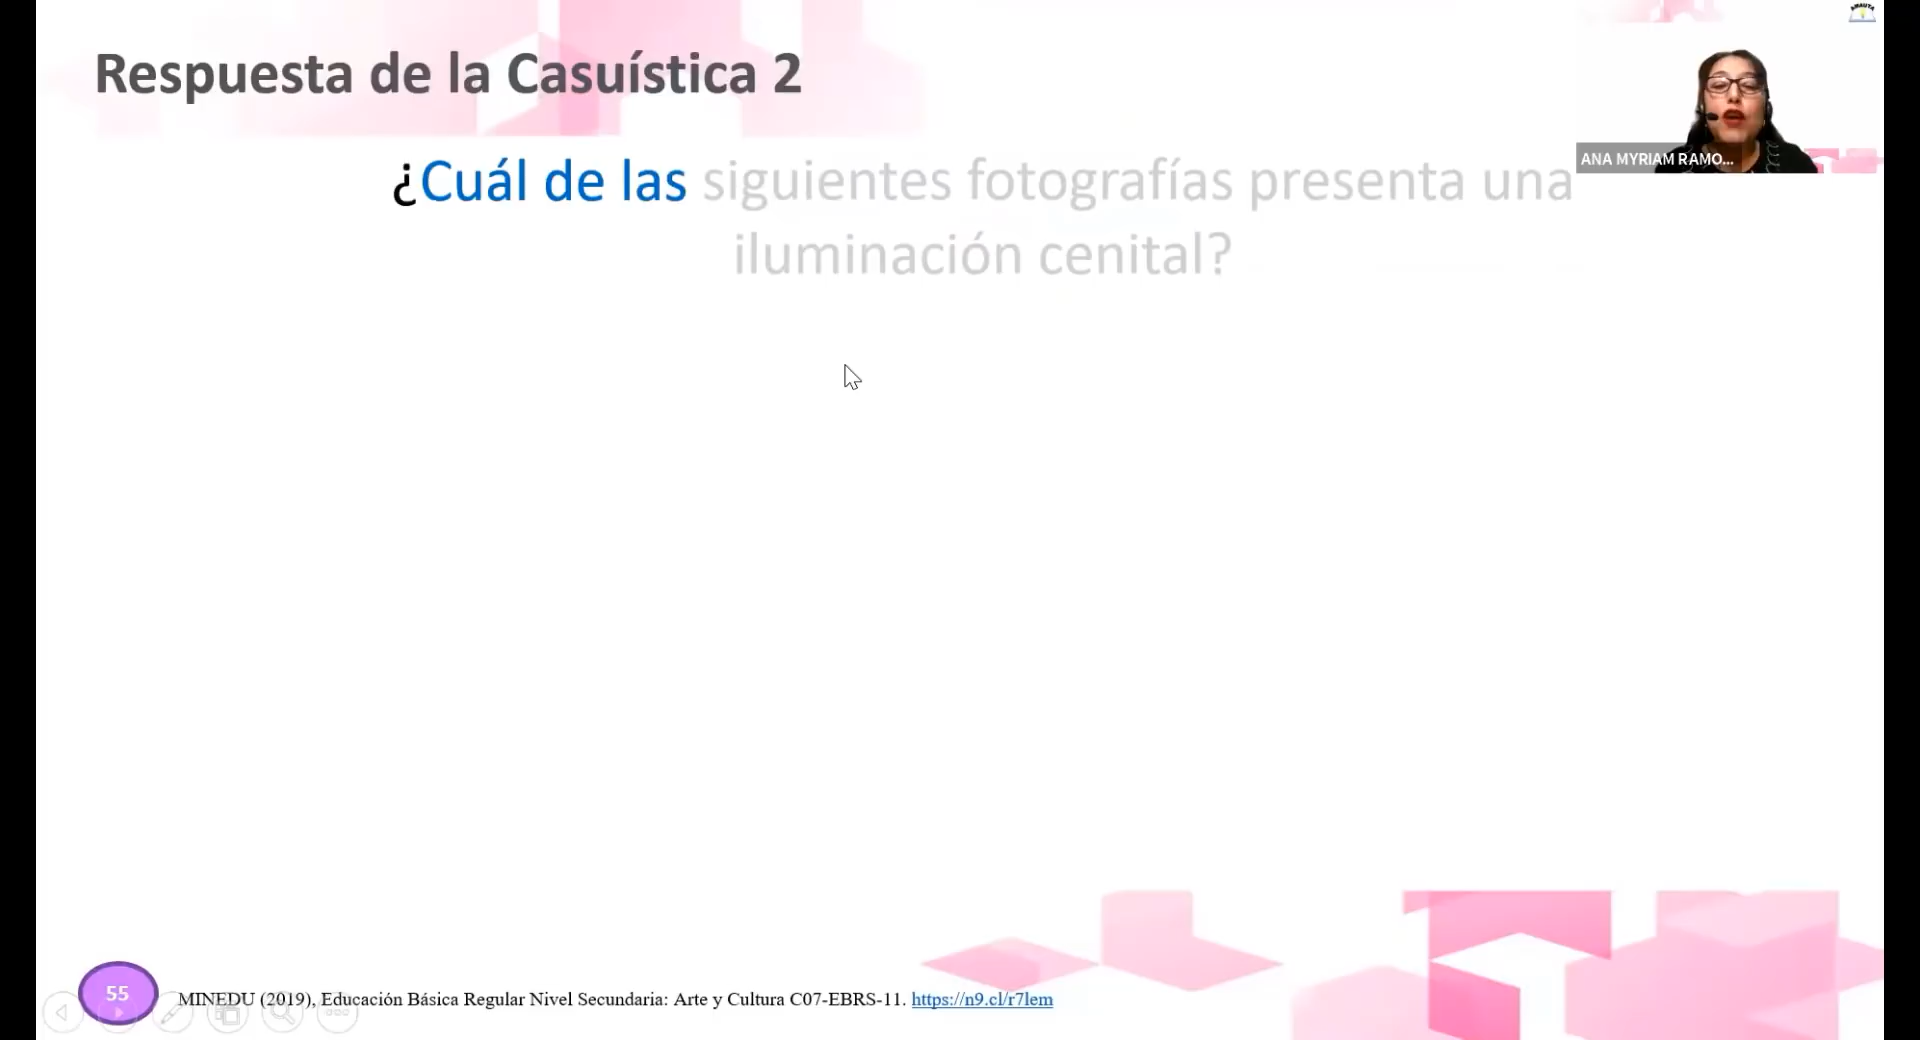 AMAUTA
Respuesta de la Casuística 2
¿Cuál de las siguientes fotografías presenta una
iluminación cenital?
ANA MYRIAM RAMO...
55
MINEDU (2019), Educación Básica Regular Nivel Secundaria: Arte y Cultura C07-EBRS-11. https://n9.cl/r7lem